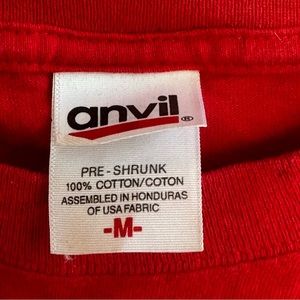 anvil®
PRE-SHRUNK
100% COTTON/COTON
ASSEMBLED IN HONDURAS
OF USA FABRIC
-M-